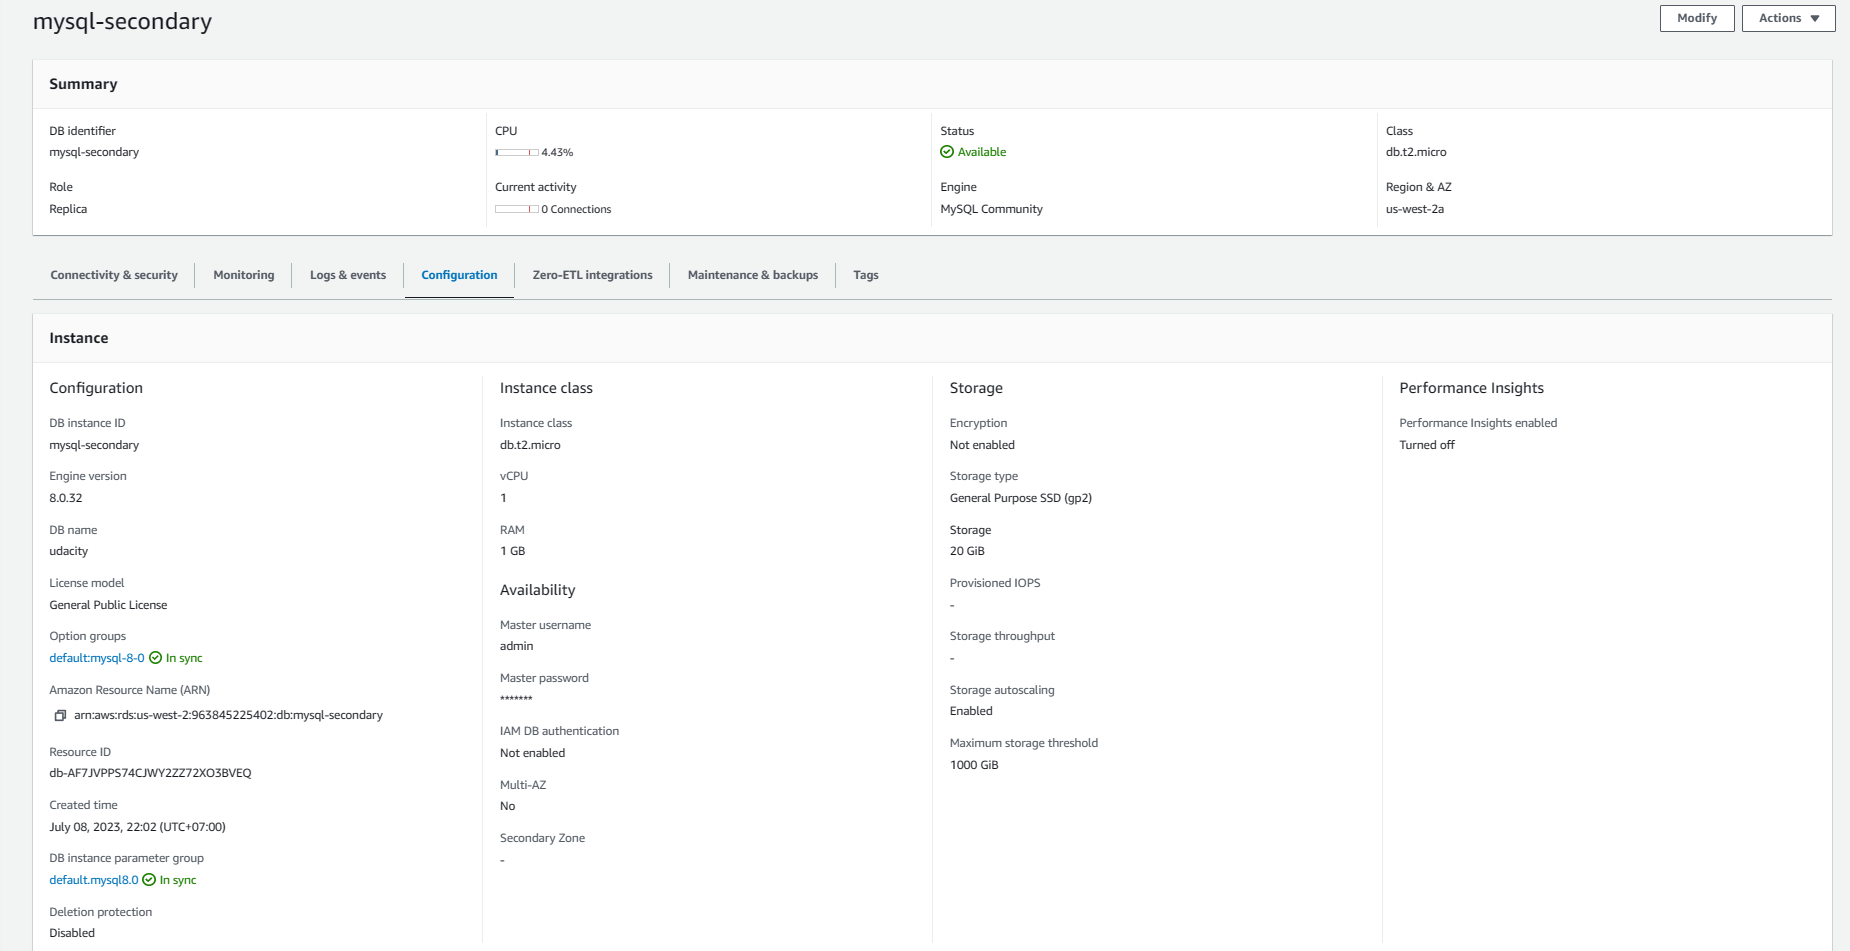 mysql-secondary
Modify
Actions
Summary
DB identifier
mysql-secondary
Role
Replica
CPU
4.43%
Current activity
0 Connections
Status
Available
Engine
MySQL Community
Class
db.t2.micro
Region & AZ
us-west-2a
Connectivity & security
Monitoring
Logs & events
Configuration
Zero-ETL integrations
Maintenance & backups
Tags
Instance
Configuration
DB instance ID
mysql-secondary
Engine version
8.0.32
DB name
udacity
License model
General Public License
Option groups
default:mysql-8-0 In sync
Amazon Resource Name (ARN)
arn:aws:rds:us-west-2:963845225402:db:mysql-secondary
Resource ID
db-AF7JVPPS74CJWY2ZZ72XO3BVEQ
Created time
July 08, 2023, 22:02 (UTC+07:00)
DB instance parameter group
default.mysql8.0 In sync
Deletion protection
Disabled
Instance class
Instance class
db.t2.micro
vCPU
1
RAM
1 GB
Availability
Master username
admin
Master password
*******
IAM DB authentication
Not enabled
Multi-AZ
No
Secondary Zone
-
Storage
Encryption
Not enabled
Storage type
General Purpose SSD (gp2)
Storage
20 GiB
Provisioned IOPS
-
Storage throughput
-
Storage autoscaling
Enabled
Maximum storage threshold
1000 GiB
Performance Insights
Performance Insights enabled
Turned off